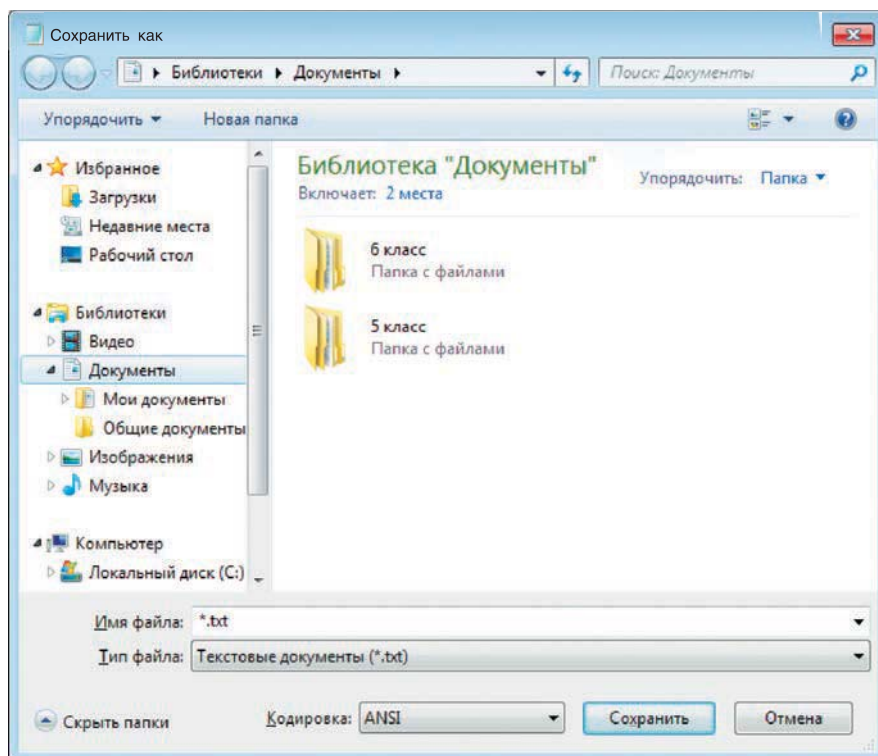 Сохранить как
Библиотеки Документы
Поиск: Документы
Упорядочить Новая папка
Избранное
Загрузки
Недавние места
Рабочий стол
Библиотеки
Видео
Документы
Мои документы
Общие документы
Изображения
Музыка
Компьютер
Локальный диск (C:)
Библиотека "Документы"
Включает: 2 места
Упорядочить: Папка
6 класс
Папка с файлами
5 класс
Папка с файлами
Имя файла: *.txt
Тип файла: Текстовые документы (*.txt)
Скрыть папки Кодировка: ANSI Сохранить Отмена